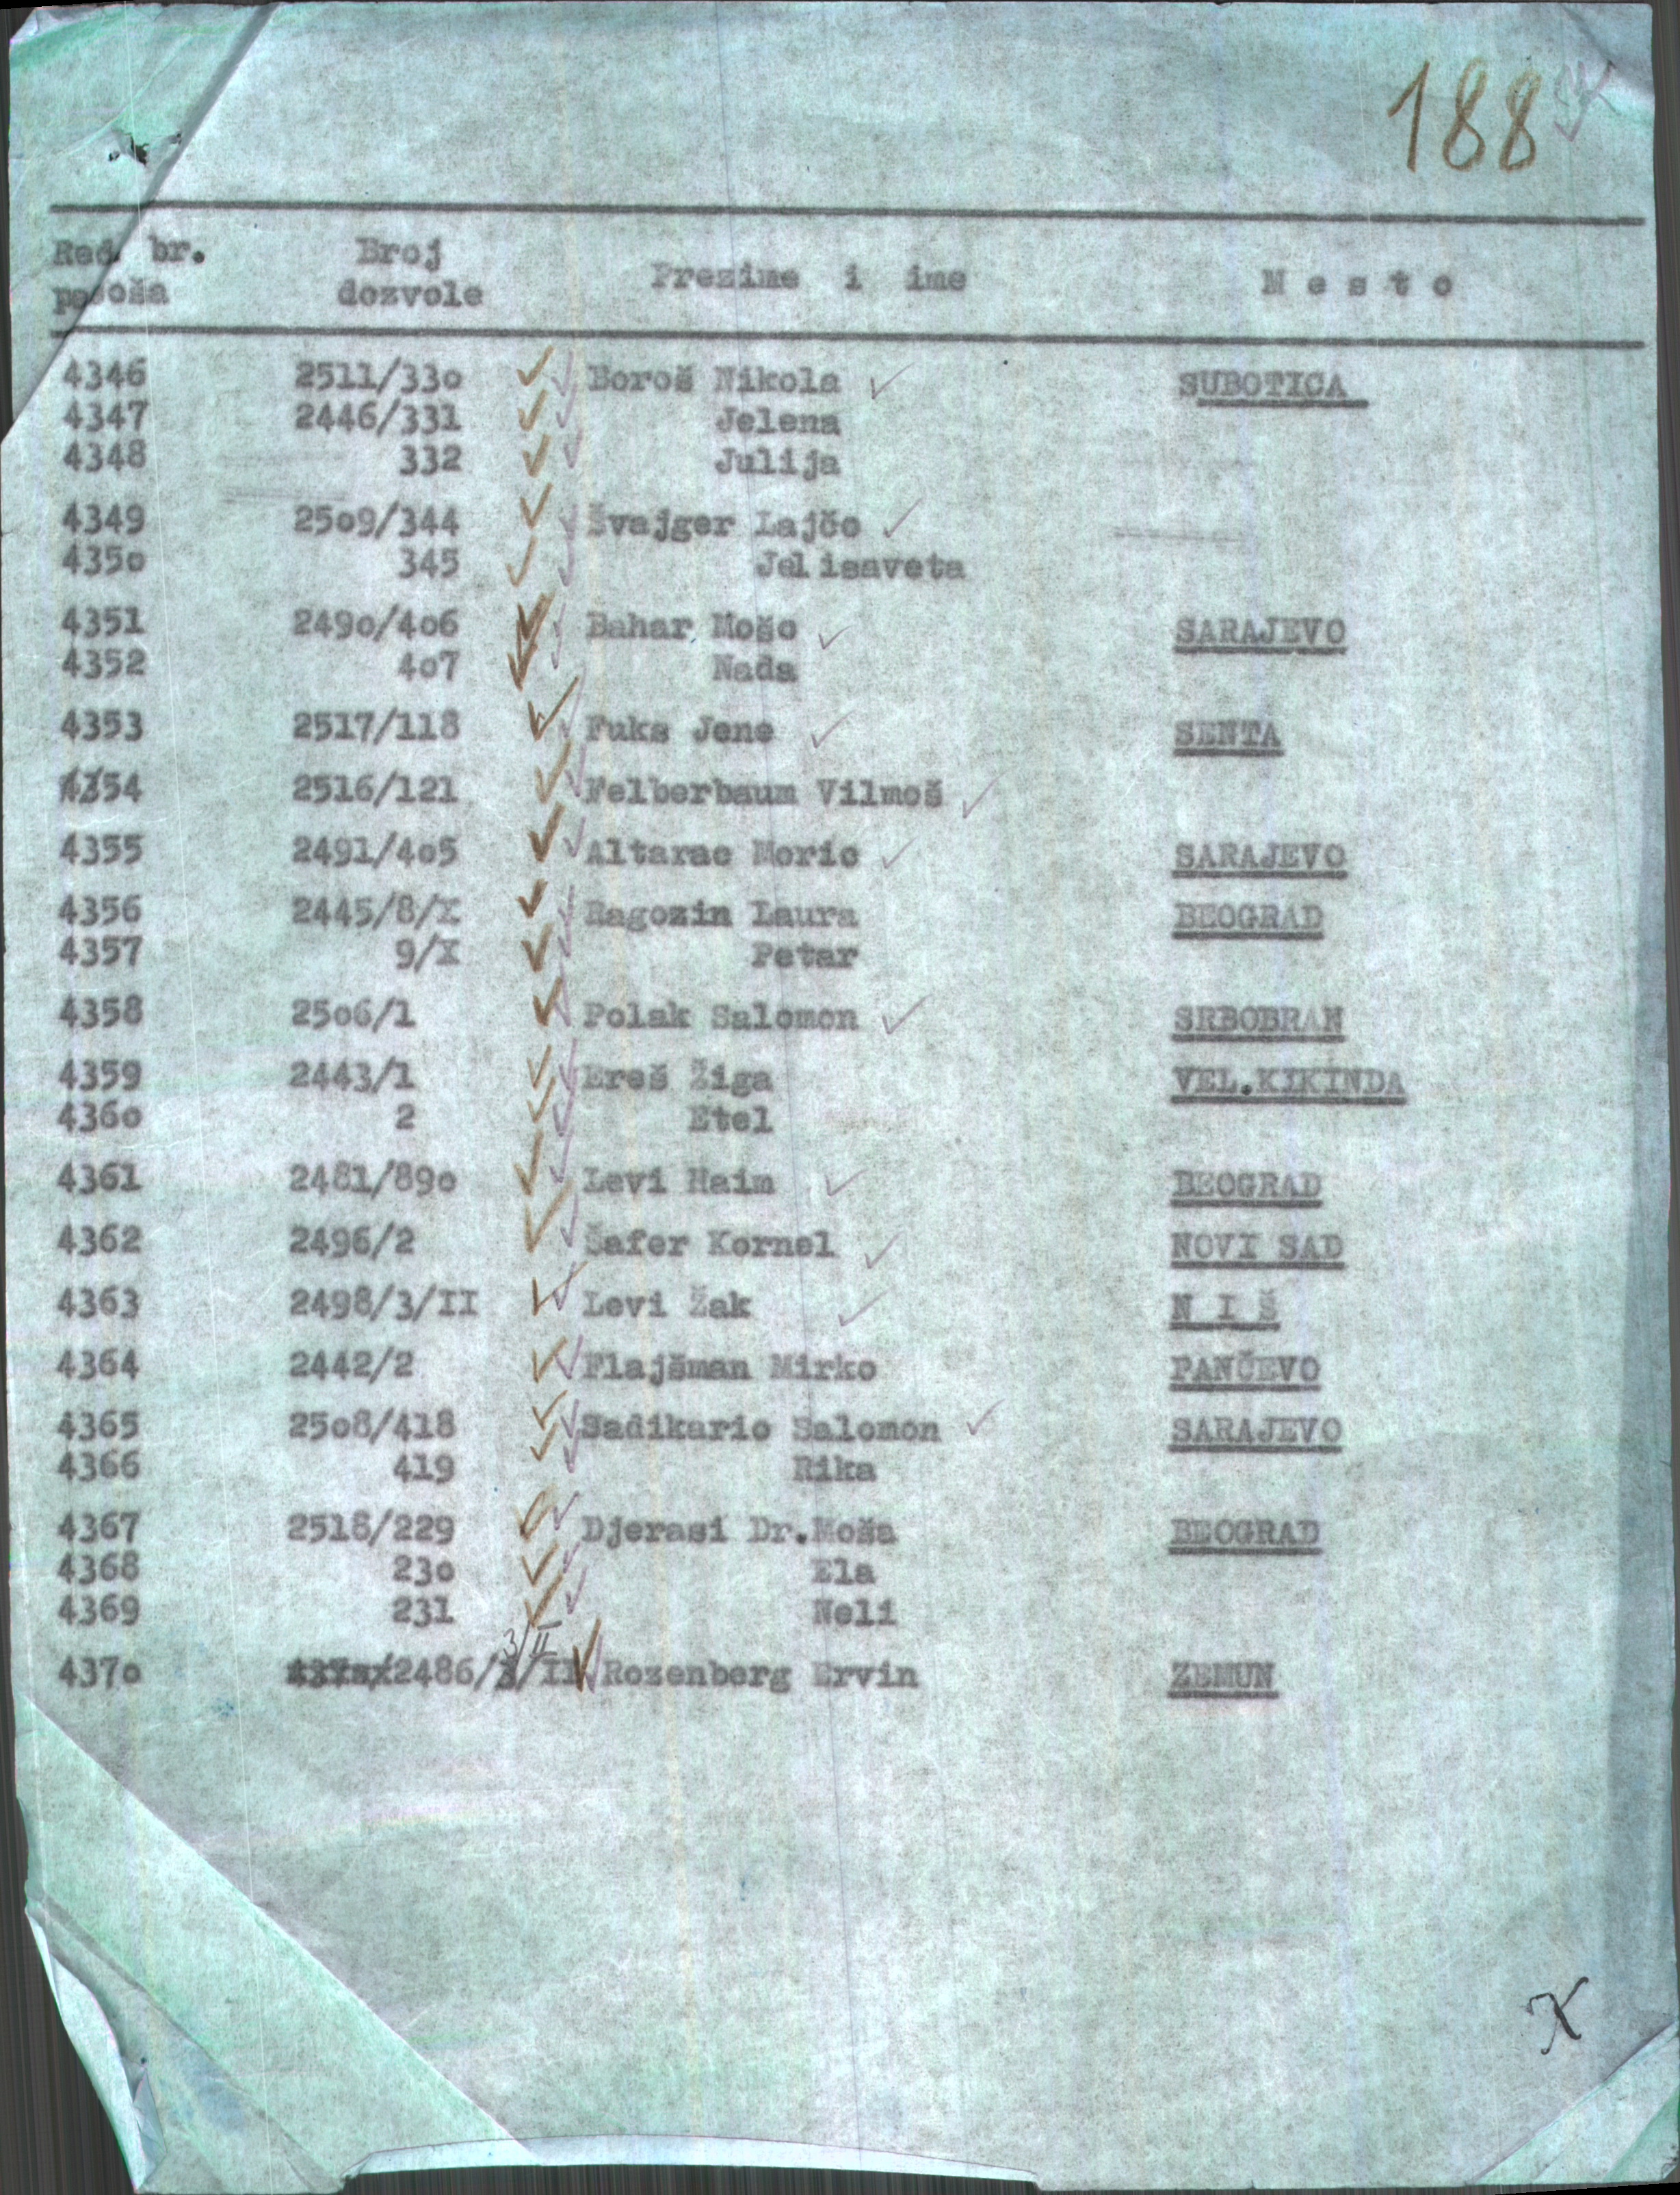 188
Red. br. Broj
pasoša dozvole Prezime i ime Mesto
4346 2511/33o Boroš Nikola SUBOTICA
4347 2446/331 Jelena
4348 332 Julija
4349 25o9/344 Švajger Lajčo
435o 345 Jelisaveta
4351 249o/4o6 Bahar Mošo SARAJEVO
4352 4o7 Nada
4353 2517/118 Fuks Jene SENTA
4354 2516/121 Felberbaum Vilmoš
4355 2491/4o5 Altarac Moric SARAJEVO
4356 2445/8/X Ragozin Laura BEOGRAD
4357 9/X Petar
4358 25o6/1 Polak Salomon SRBOBRAN
4359 2443/1 Ereš Žiga VEL.KIKINDA
436o 2 Etel
4361 2481/89o Levi Haim BEOGRAD
4362 2496/2 Šafer Kornel NOVI SAD
4363 2498/3/II Levi Žak N I Š
4364 2442/2 Flajšman Mirko PANČEVO
4365 25o8/418 Sadikario Salomon SARAJEVO
4366 419 Rika
4367 2518/229 Djerasi Dr.Moša BEOGRAD
4368 23o Ela
4369 231 Neli
3/II
437o 2486/3/II Rozenberg Ervin ZEMUN
K